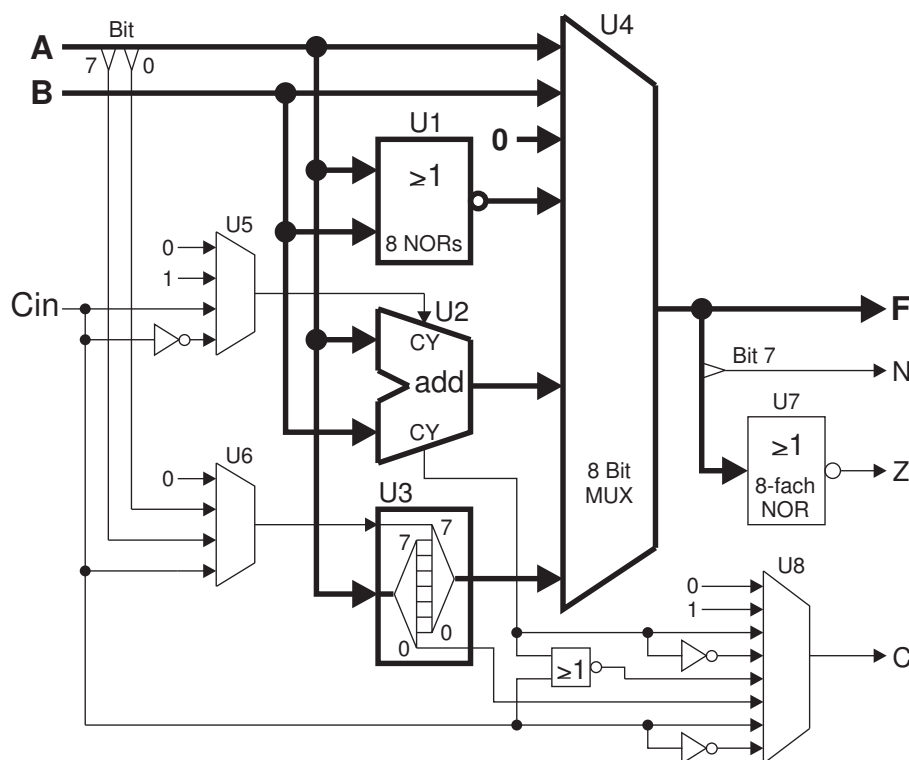 Bit
A
7
0
B
U4
U1
0
≥1
8 NORs
U5
0
1
Cin
U2
CY
add
CY
F
Bit 7
N
U7
≥1
8-fach
NOR
Z
U6
0
8 Bit
MUX
U3
7
7
0
0
U8
0
1
≥1
C